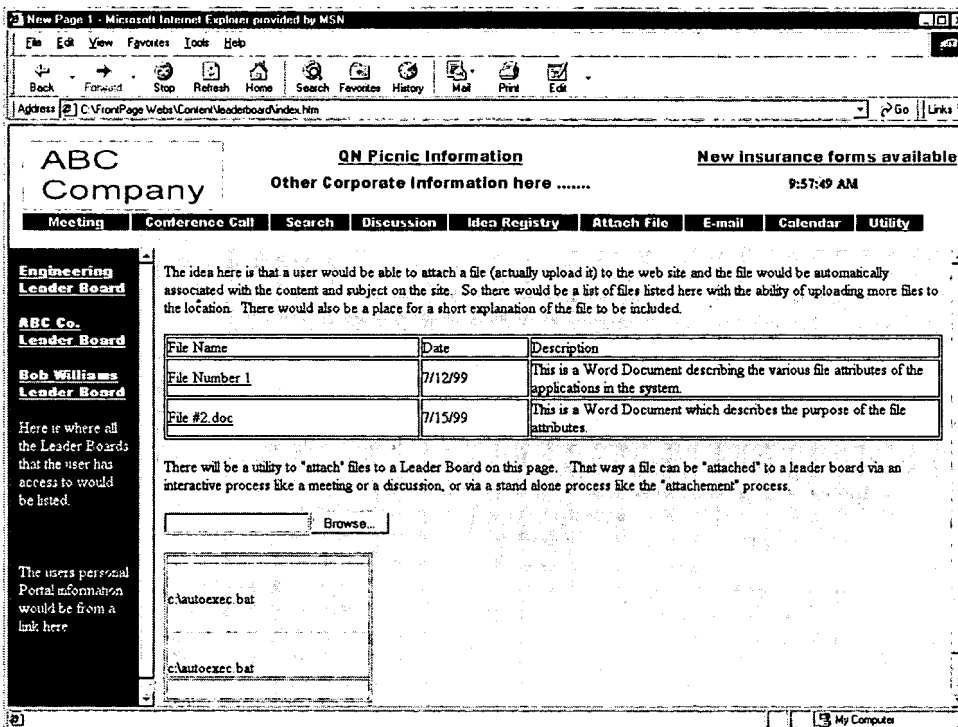 New Page 1 - Microsoft Internet Explorer provided by MSN
File Edit View Favorites Tools Help
Back Forward Stop Refresh Home Search Favorites History Mail Print Edit
Address C:\FrontPage Webs\Content\leaderboard\index.htm Go Links
ABC
Company
QN Picnic Information
Other Corporate Information here .......
New Insurance forms available
9:57:49 AM
Meeting Conference Call Search Discussion Idea Registry Attach File E-mail Calendar Utility
Engineering
Leader Board
ABC Co.
Leader Board
Bob Williams
Leader Board
Here is where all
the Leader Boards
that the user has
access to would
be listed.
The users personal
Portal information
would be from a
link here
The idea here is that a user would be able to attach a file (actually upload it) to the web site and the file would be automatically
associated with the content and subject on the site. So there would be a list of files listed here with the ability of uploading more files to
the location. There would also be a place for a short explanation of the file to be included.
File Name Date Description
File Number 1 7/12/99 This is a Word Document describing the various file attributes of the
applications in the system.
File #2.doc 7/15/99 This is a Word Document which describes the purpose of the file
attributes.
There will be a utility to "attach" files to a Leader Board on this page. That way a file can be "attached" to a leader board via an
interactive process like a meeting or a discussion, or via a stand alone process like the "attachement" process.
Browse...
c:\autoexec.bat
c:\autoexec.bat
My Computer